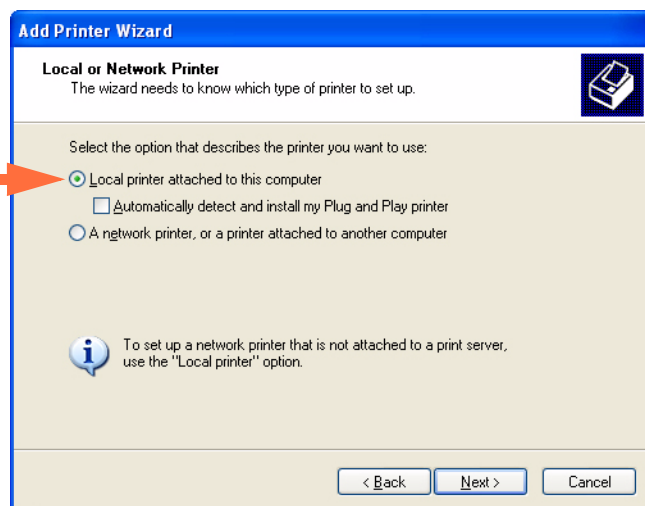 Add Printer Wizard
Local or Network Printer
The wizard needs to know which type of printer to set up.
Select the option that describes the printer you want to use:
Local printer attached to this computer
Automatically detect and install my Plug and Play printer
A network printer, or a printer attached to another computer
To set up a network printer that is not attached to a print server,
use the "Local printer" option.
< Back Next > Cancel